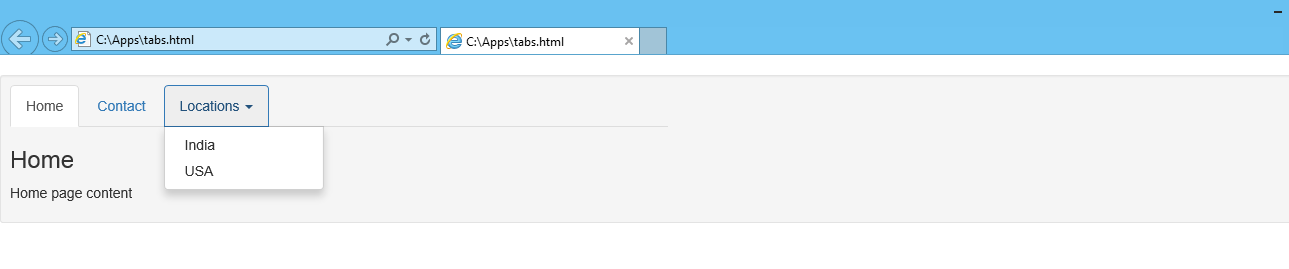 C:\Apps\tabs.html
C:\Apps\tabs.html
Home Contact Locations
India
USA
Home
Home page content